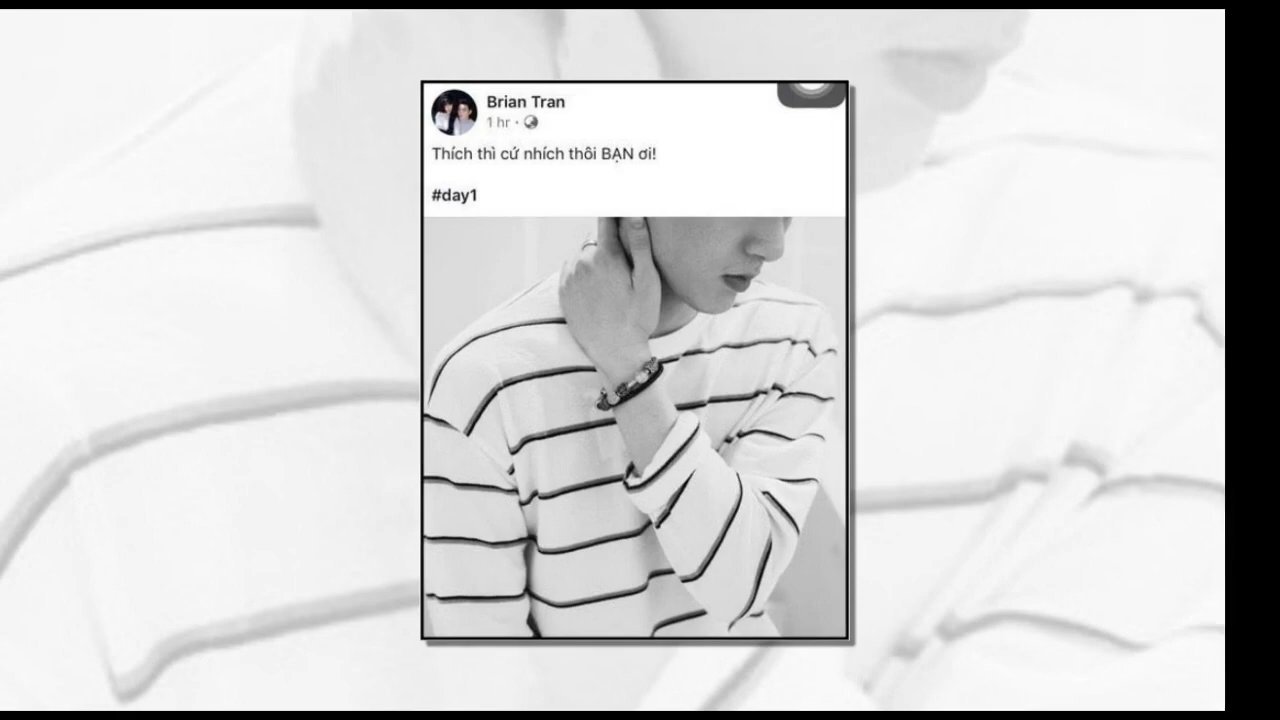 Brian Tran
1 hr ·
Thích thì cứ nhích thôi BẠN ơi!
#day1